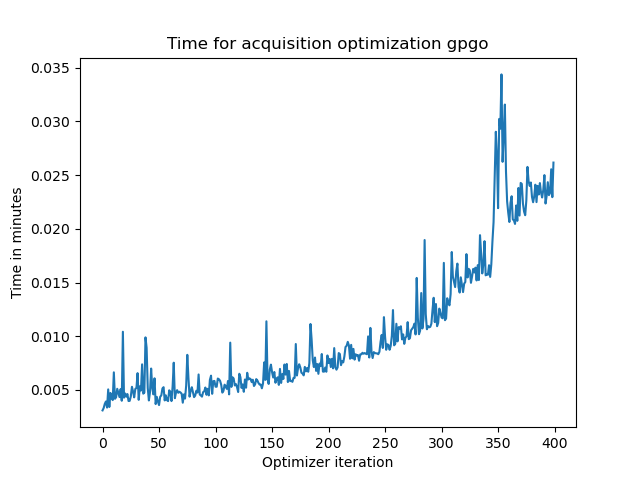 Time for acquisition optimization gpgo
0.035
0.030
0.025
0.020
0.015
0.010
0.005
Time in minutes
0 50 100 150 200 250 300 350 400
Optimizer iteration